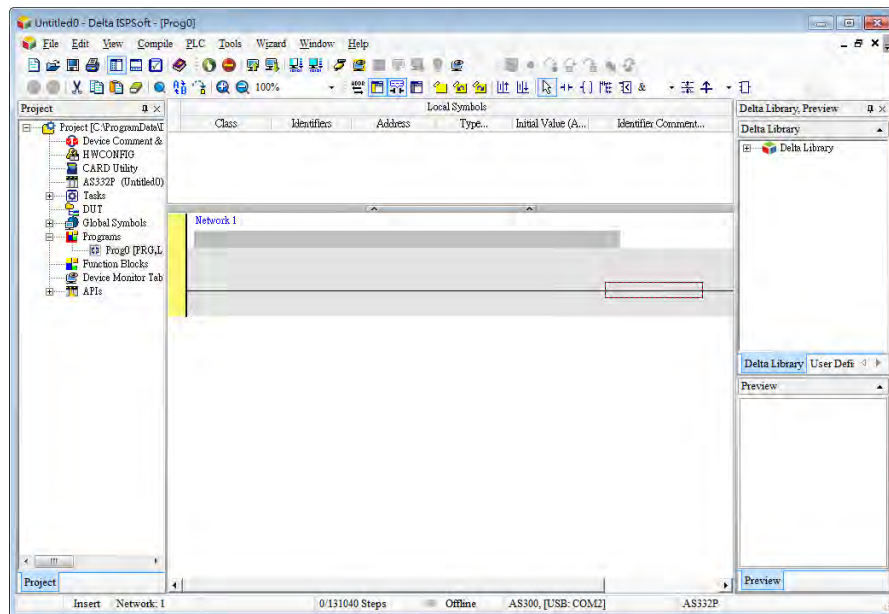 Untitled0 - Delta ISPSoft - [Prog0]
File Edit View Compile PLC Tools Wizard Window Help
100%
Project
Project [C:\ProgramData\I
Device Comment &
HWCONFIG
CARD Utility
AS332P (Untitled0)
Tasks
DUT
Global Symbols
Programs
Prog0 [PRG,L
Function Blocks
Device Monitor Tab
APIs
Project
Local Symbols
Class Identifiers Address Type... Initial Value (A... Identifier Comment...
Network 1
Delta Library, Preview
Delta Library
Delta Library
Delta Library User Defi
Preview
Preview
Insert Network: 1 0/131040 Steps Offline AS300, [USB: COM2] AS332P